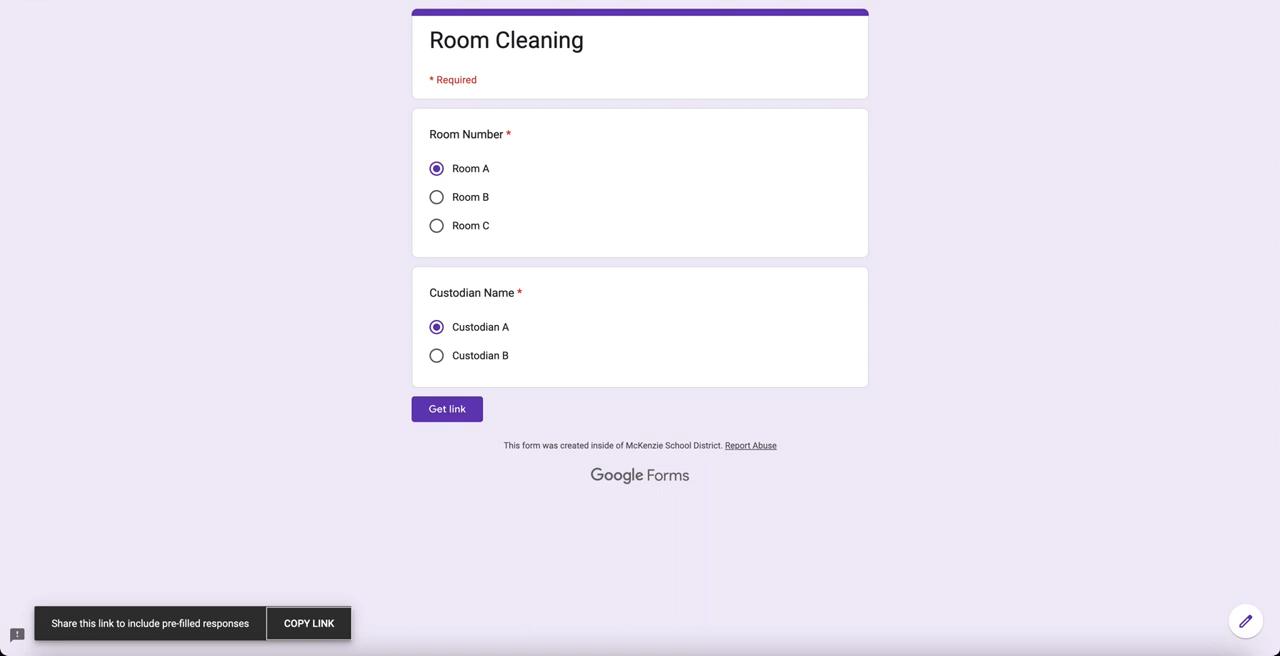 Room Cleaning
* Required
Room Number *
Room A
Room B
Room C
Custodian Name *
Custodian A
Custodian B
Get link
This form was created inside of McKenzie School District. Report Abuse
Google Forms
Share this link to include pre-filled responses COPY LINK